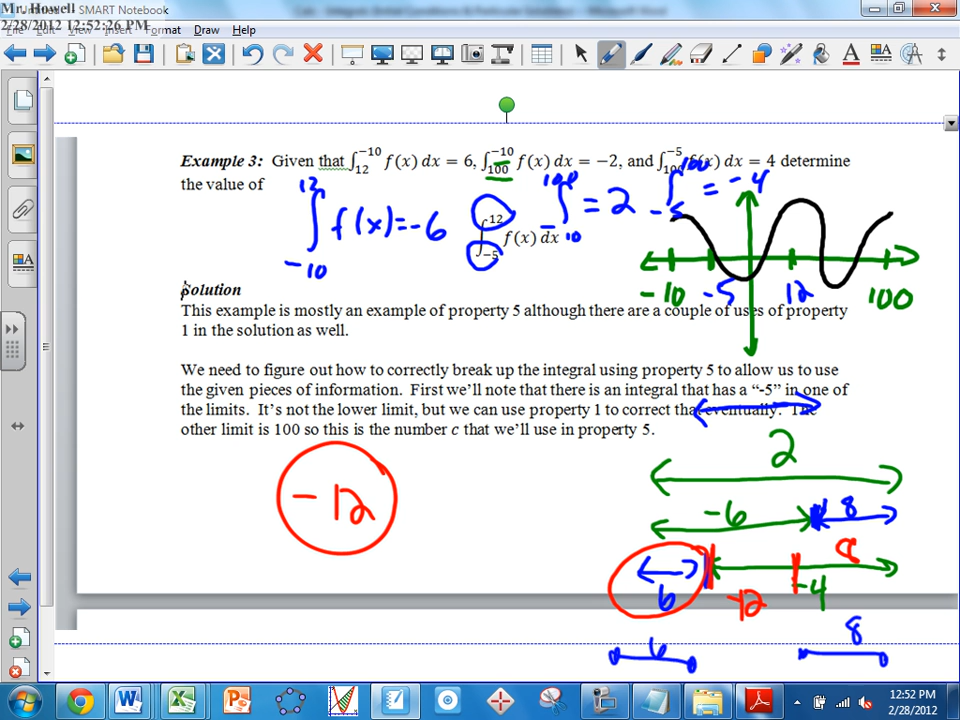 Untitled - SMART Notebook
Mr. Howell
2/28/2012 12:52:26 PM
File Edit View Insert Format Draw Help
Example 3: Given that ∫₁₂⁻¹⁰ f(x) dx = 6, ∫₁₀₀⁻¹⁰ f(x) dx = −2, and ∫₁₀₀⁻⁵ f(x) dx = 4 determine
the value of
∫₋₁₀¹² f(x) = -6
∫₋₅¹² f(x) dx
∫₋₁₀¹⁰⁰ = 2
∫₋₅¹⁰⁰ = -4
-10 -5 12 100
Solution
This example is mostly an example of property 5 although there are a couple of uses of property
1 in the solution as well.
We need to figure out how to correctly break up the integral using property 5 to allow us to use
the given pieces of information. First we'll note that there is an integral that has a "-5" in one of
the limits. It's not the lower limit, but we can use property 1 to correct that eventually. The
other limit is 100 so this is the number c that we'll use in property 5.
2
-12
-6 8
8
6 -12 -4
6 8
12:52 PM
2/28/2012